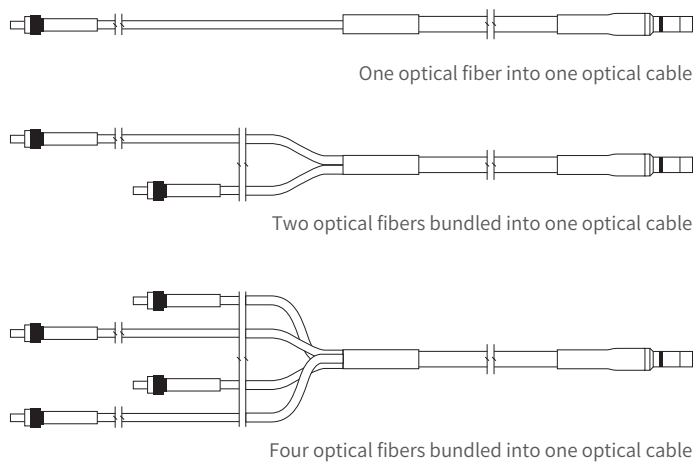 One optical fiber into one optical cable
Two optical fibers bundled into one optical cable
Four optical fibers bundled into one optical cable